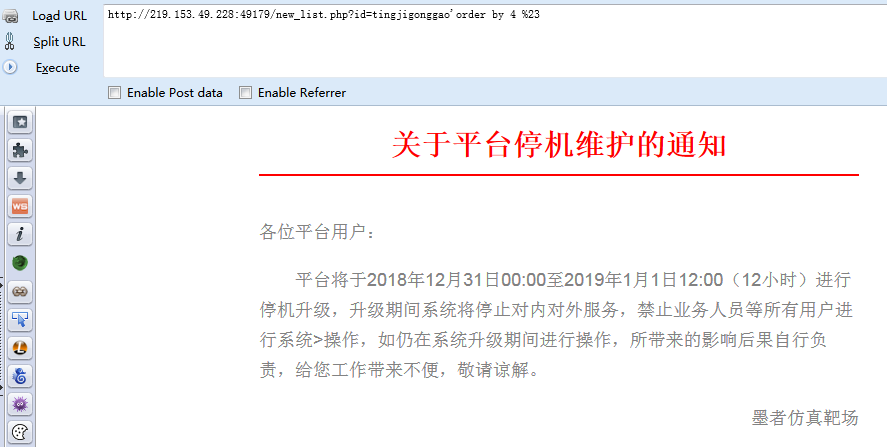 Load URL
http://219.153.49.228:49179/new_list.php?id=tingjigonggao'order by 4 %23
Split URL
Execute
Enable Post data
Enable Referrer
关于平台停机维护的通知
各位平台用户：
平台将于2018年12月31日00:00至2019年1月1日12:00（12小时）进行
停机升级，升级期间系统将停止对内对外服务，禁止业务人员等所有用户进
行系统>操作，如仍在系统升级期间进行操作，所带来的影响后果自行负
责，给您工作带来不便，敬请谅解。
墨者仿真靶场
WS
i